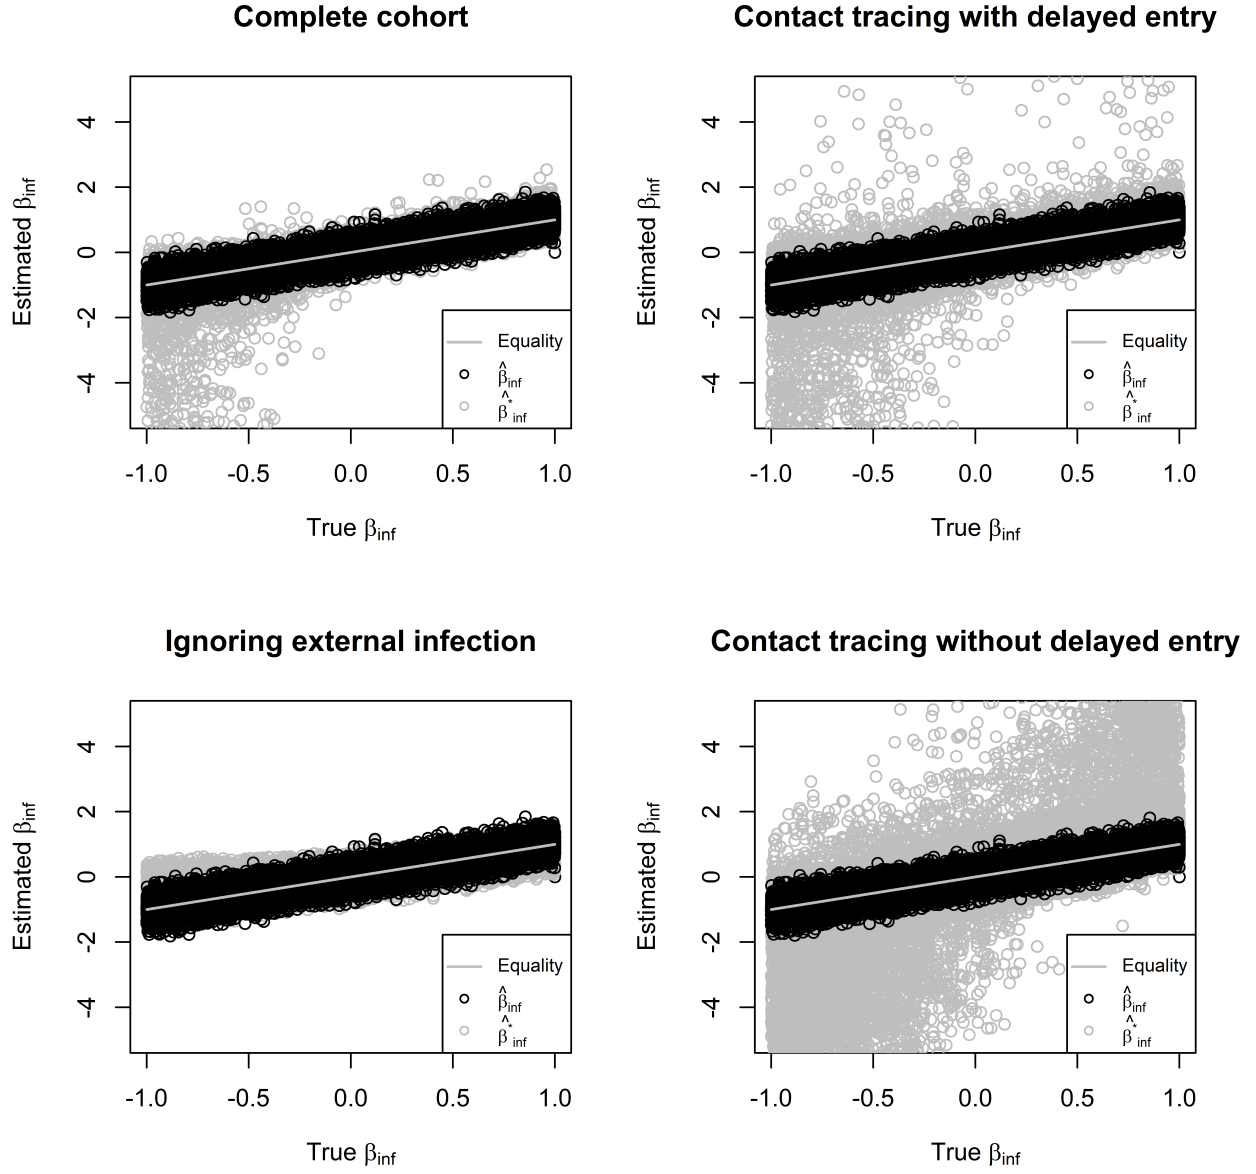 Complete cohort
Estimated βinf
4
2
0
-2
-4
Equality
β̂inf
β̂*inf
-1.0 -0.5 0.0 0.5 1.0
True βinf
Contact tracing with delayed entry
Estimated βinf
4
2
0
-2
-4
Equality
β̂inf
β̂*inf
-1.0 -0.5 0.0 0.5 1.0
True βinf
Ignoring external infection
Estimated βinf
4
2
0
-2
-4
Equality
β̂inf
β̂*inf
-1.0 -0.5 0.0 0.5 1.0
True βinf
Contact tracing without delayed entry
Estimated βinf
4
2
0
-2
-4
Equality
β̂inf
β̂*inf
-1.0 -0.5 0.0 0.5 1.0
True βinf